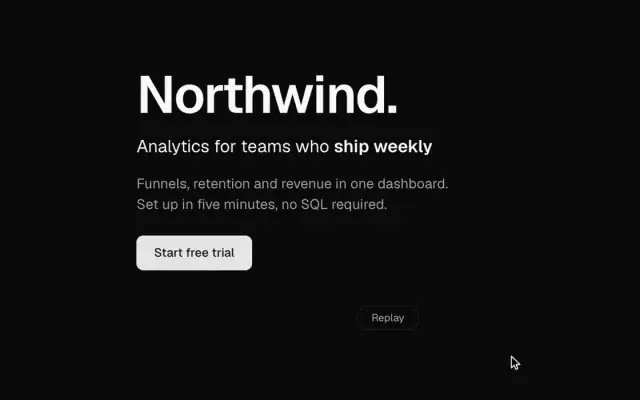 Northwind.
Analytics for teams who ship weekly
Funnels, retention and revenue in one dashboard.
Set up in five minutes, no SQL required.
Start free trial
Replay